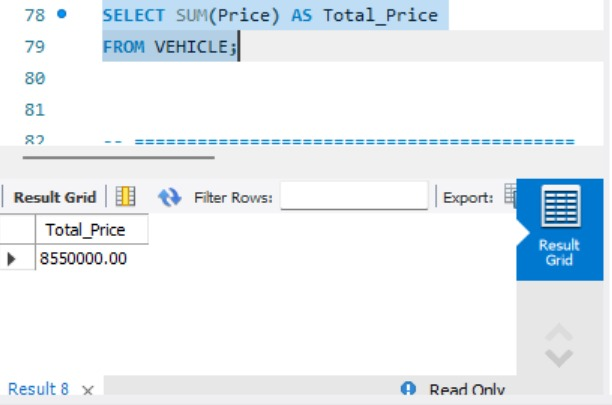 78 SELECT SUM(Price) AS Total_Price
79 FROM VEHICLE;
80
81
82 -- ==========================================
Result Grid Filter Rows: Export:
Total_Price
8550000.00
Result
Grid
Result 8 × Read Only